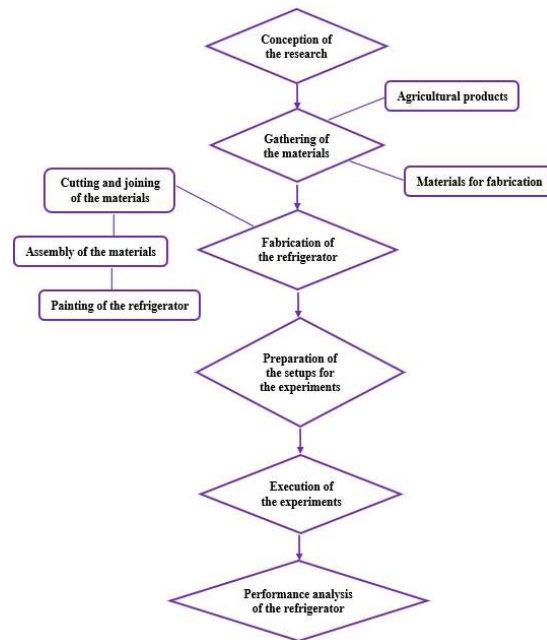 Conception of
the research
Agricultural products
Gathering of
the materials
Materials for fabrication
Cutting and joining
of the materials
Fabrication of
the refrigerator
Assembly of the materials
Painting of the refrigerator
Preparation of
the setups for
the experiments
Execution of
the experiments
Performance analysis
of the refrigerator